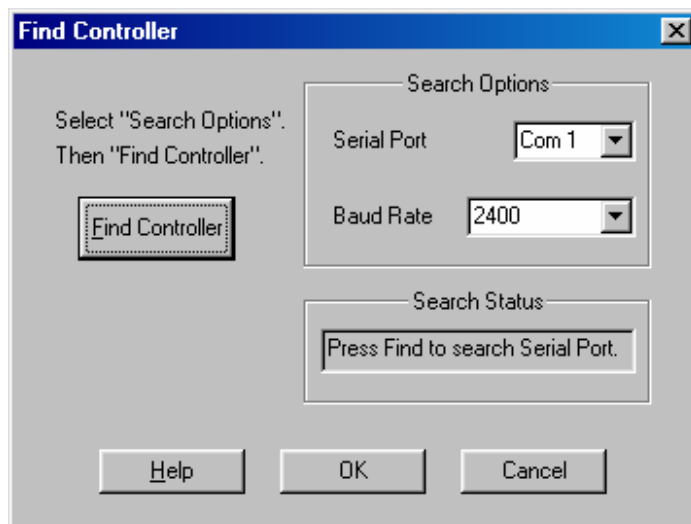 Find Controller
Select "Search Options".
Then "Find Controller".
Find Controller
Search Options
Serial Port Com 1
Baud Rate 2400
Search Status
Press Find to search Serial Port.
Help OK Cancel